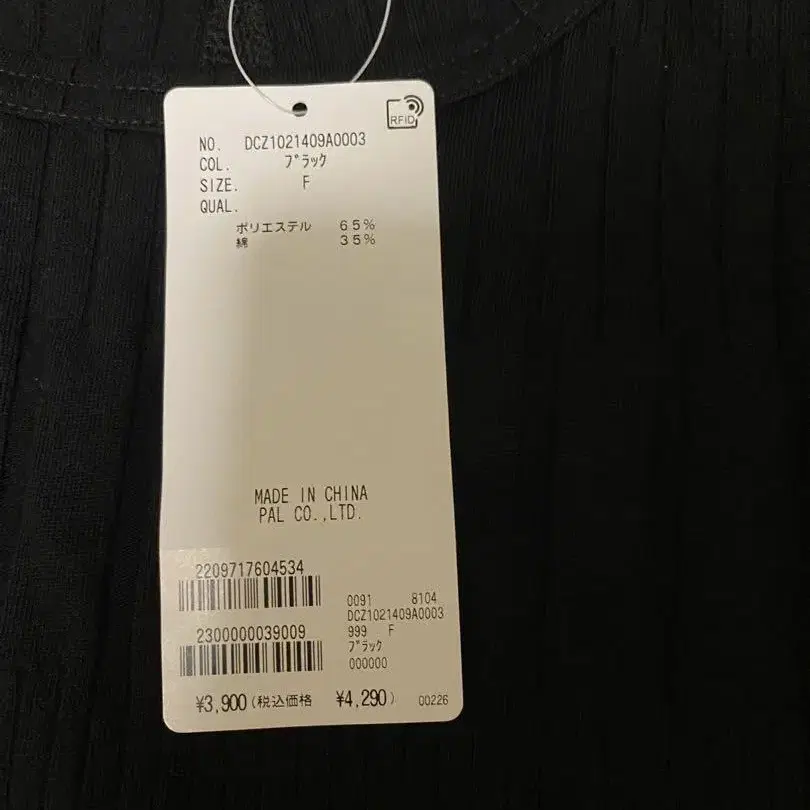 RFID
NO. DCZ1021409A0003
COL. ブラック
SIZE. F
QUAL.
ポリエステル 65%
綿 35%
MADE IN CHINA
PAL CO.,LTD.
2209717604534
0091 8104
DCZ1021409A0003
2300000039009
999 F
ブラック
000000
¥3,900 (税込価格 ¥4,290) 00226